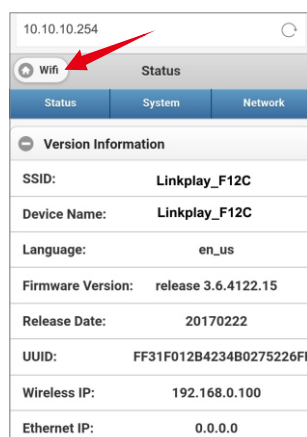 10.10.10.254
Wifi
Status
Status System Network
Version Information
SSID: Linkplay_F12C
Device Name: Linkplay_F12C
Language: en_us
Firmware Version: release 3.6.4122.15
Release Date: 20170222
UUID: FF31F012B4234B0275226F
Wireless IP: 192.168.0.100
Ethernet IP: 0.0.0.0